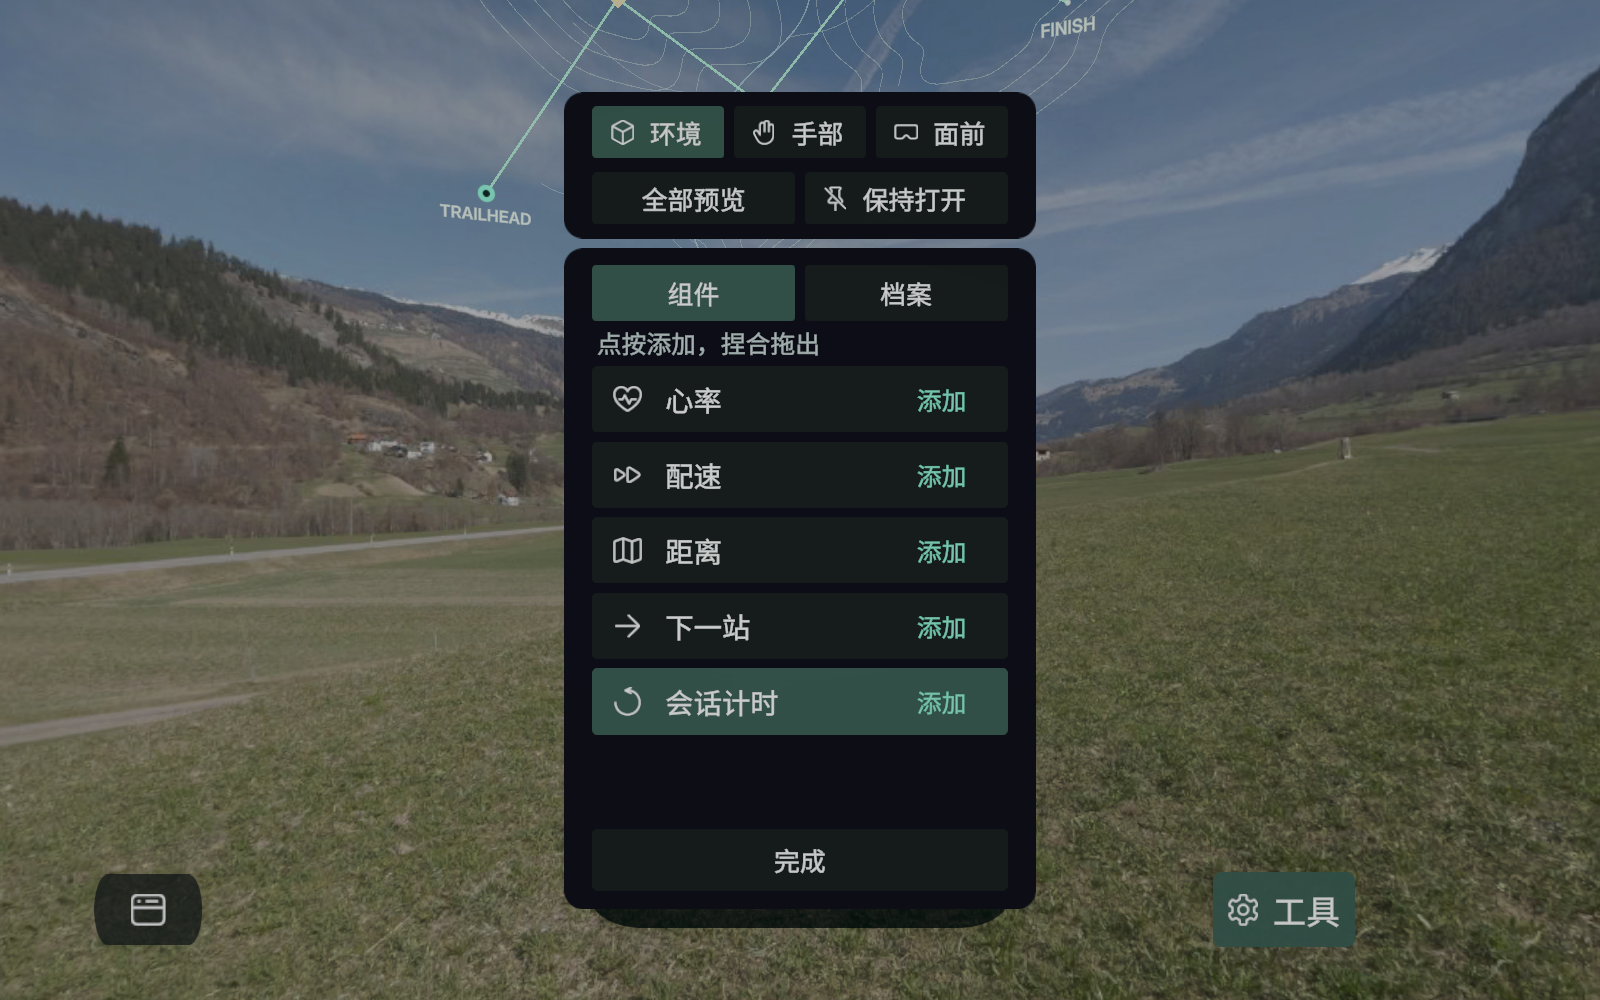 FINISH
TRAILHEAD
环境
手部
面前
全部预览
保持打开
组件
档案
点按添加，捏合拖出
心率 添加
配速 添加
距离 添加
下一站 添加
会话计时 添加
完成
工具